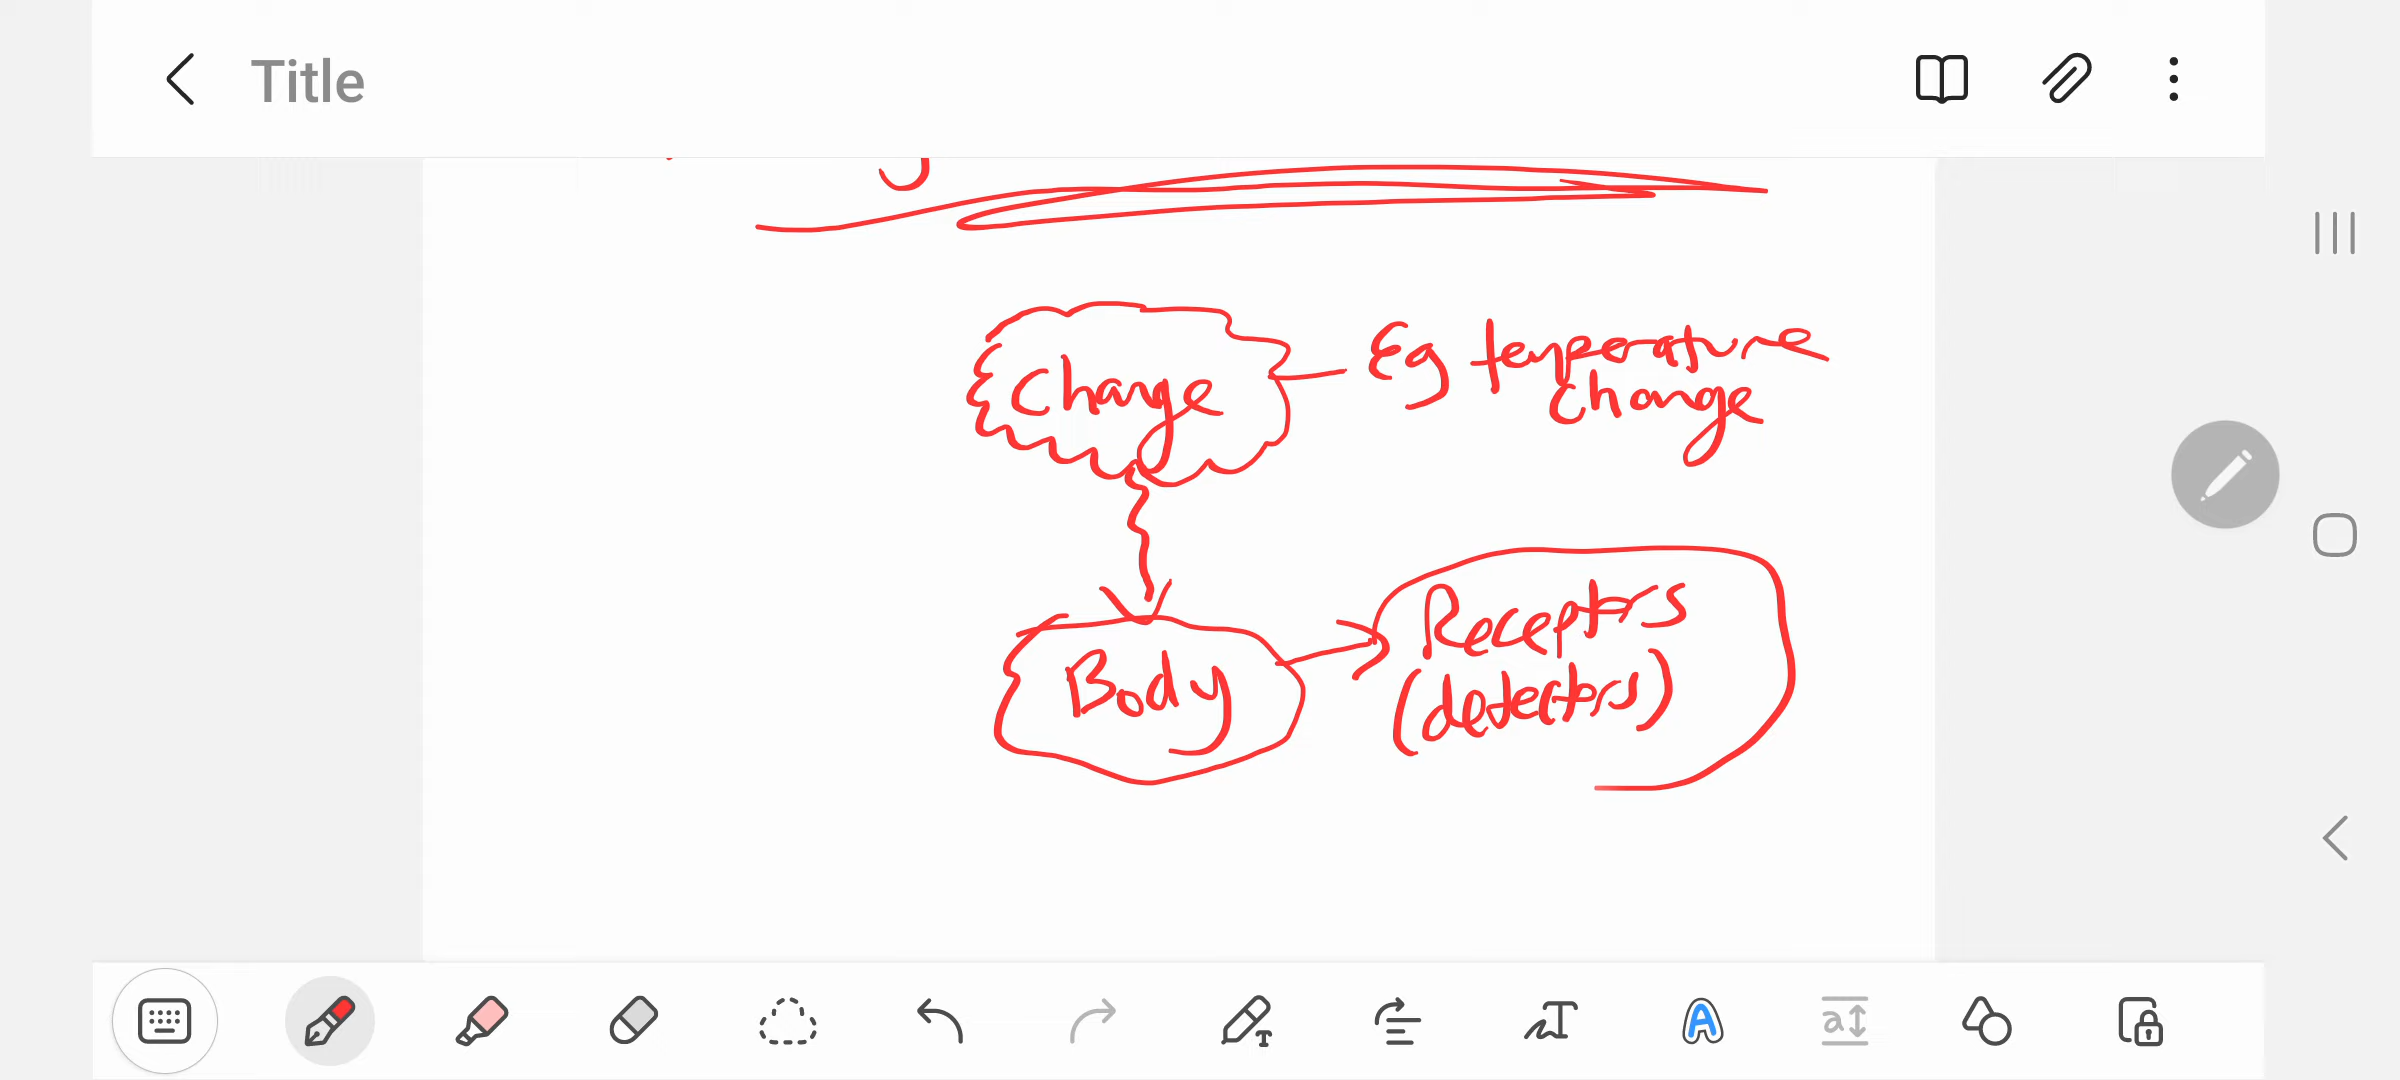 Title
Change
Eg temperature
change
Body
Receptors
(detectors)